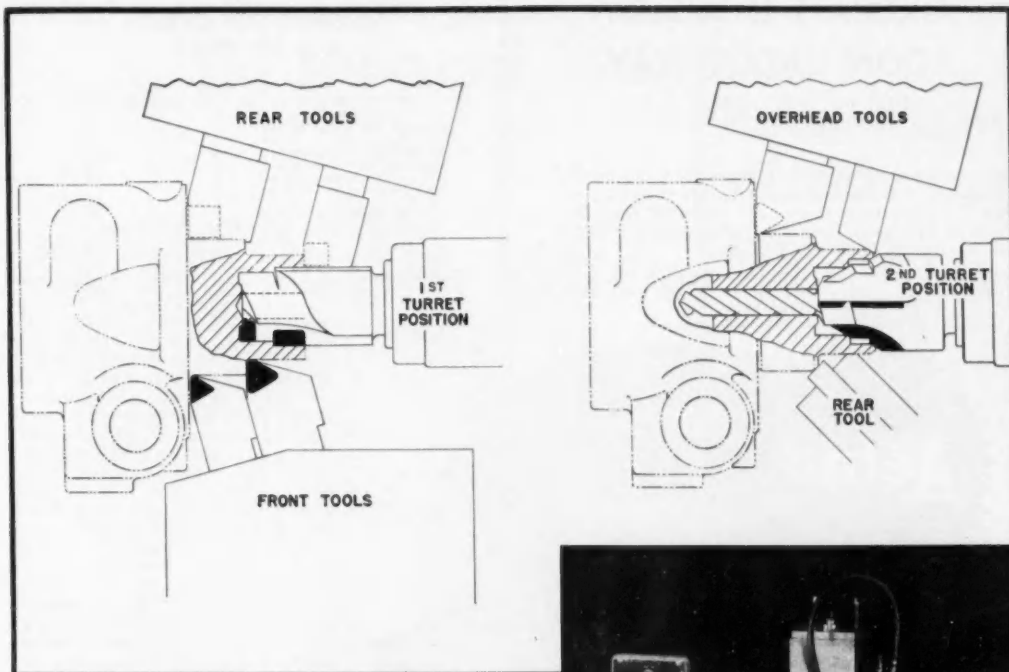 REAR TOOLS
1ST
TURRET
POSITION
FRONT TOOLS
OVERHEAD TOOLS
2ND TURRET
POSITION
REAR
TOOL